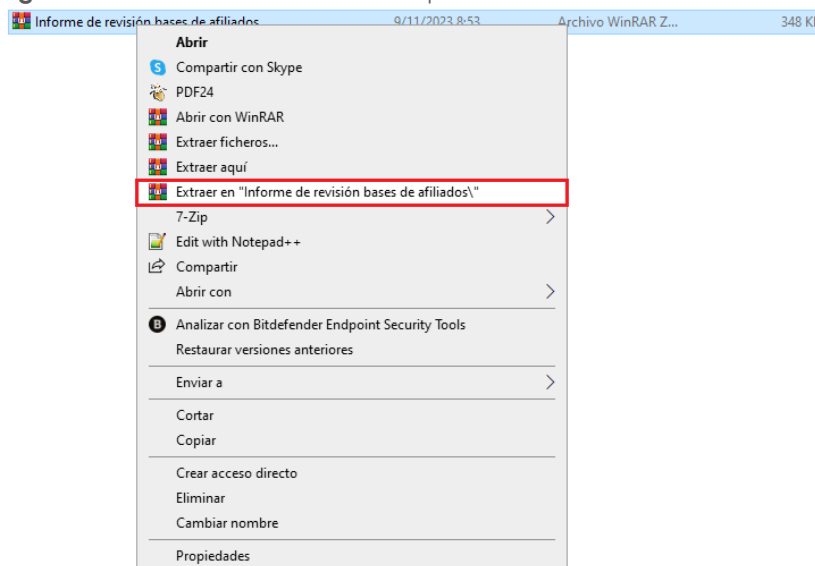 Informe de revisión bases de afiliados 9/11/2023 8:53 Archivo WinRAR Z... 348 K
Abrir
Compartir con Skype
PDF24
Abrir con WinRAR
Extraer ficheros...
Extraer aquí
Extraer en "Informe de revisión bases de afiliados\"
7-Zip
Edit with Notepad++
Compartir
Abrir con
Analizar con Bitdefender Endpoint Security Tools
Restaurar versiones anteriores
Enviar a
Cortar
Copiar
Crear acceso directo
Eliminar
Cambiar nombre
Propiedades